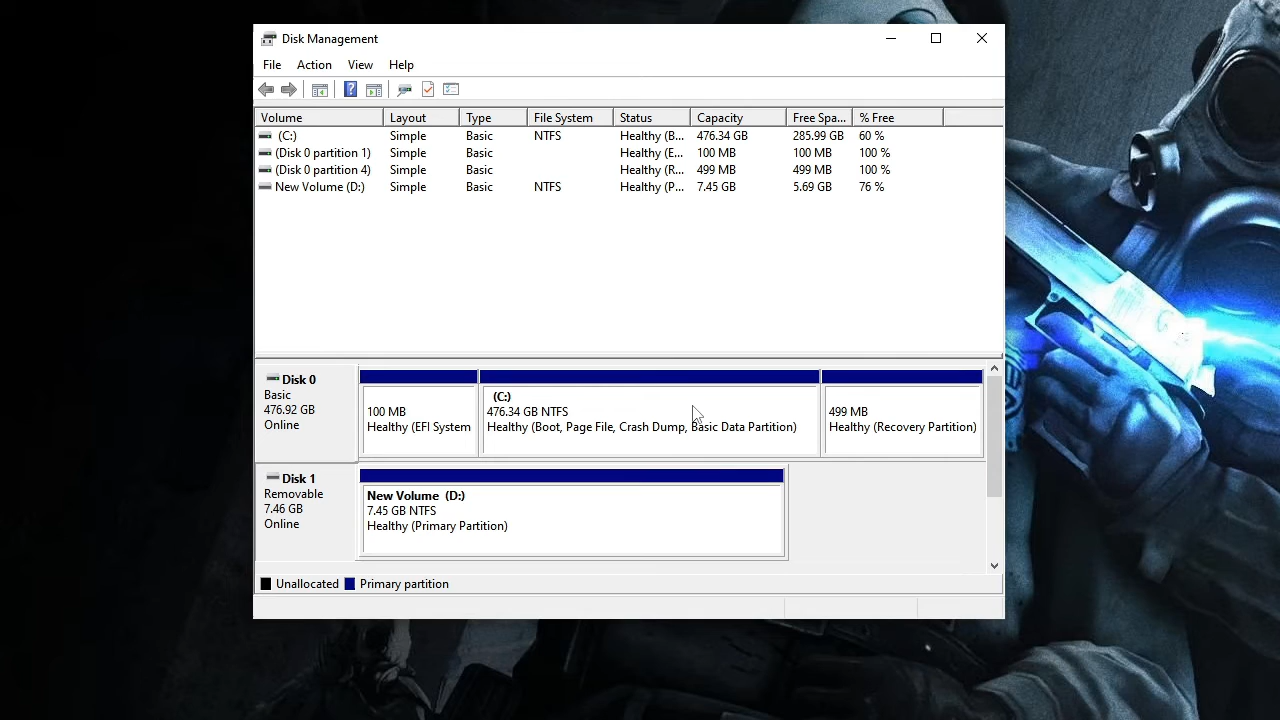 Disk Management
File Action View Help
Volume Layout Type File System Status Capacity Free Spa... % Free
(C:) Simple Basic NTFS Healthy (B... 476.34 GB 285.99 GB 60 %
(Disk 0 partition 1) Simple Basic Healthy (E... 100 MB 100 MB 100 %
(Disk 0 partition 4) Simple Basic Healthy (R... 499 MB 499 MB 100 %
New Volume (D:) Simple Basic NTFS Healthy (P... 7.45 GB 5.69 GB 76 %
Disk 0
Basic
476.92 GB
Online
100 MB
Healthy (EFI System
(C:)
476.34 GB NTFS
Healthy (Boot, Page File, Crash Dump, Basic Data Partition)
499 MB
Healthy (Recovery Partition)
Disk 1
Removable
7.46 GB
Online
New Volume (D:)
7.45 GB NTFS
Healthy (Primary Partition)
Unallocated Primary partition